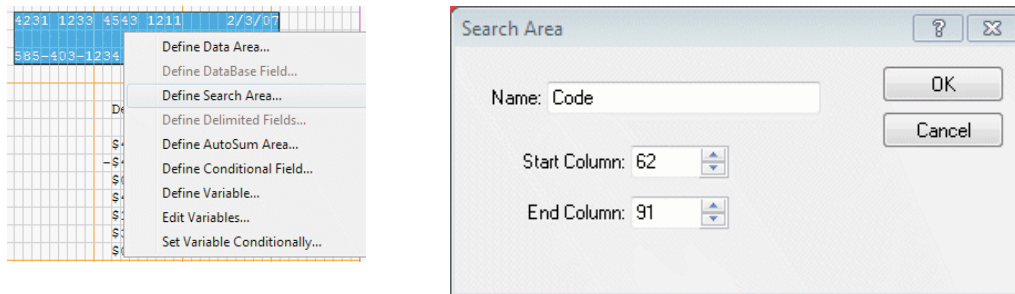 4231 1233 4543 1211 2/3/07
585-403-1234
Define Data Area...
Define DataBase Field...
Define Search Area...
Define Delimited Fields...
Define AutoSum Area...
Define Conditional Field...
Define Variable...
Edit Variables...
Set Variable Conditionally...
Search Area
Name: Code
Start Column: 62
End Column: 91
OK
Cancel